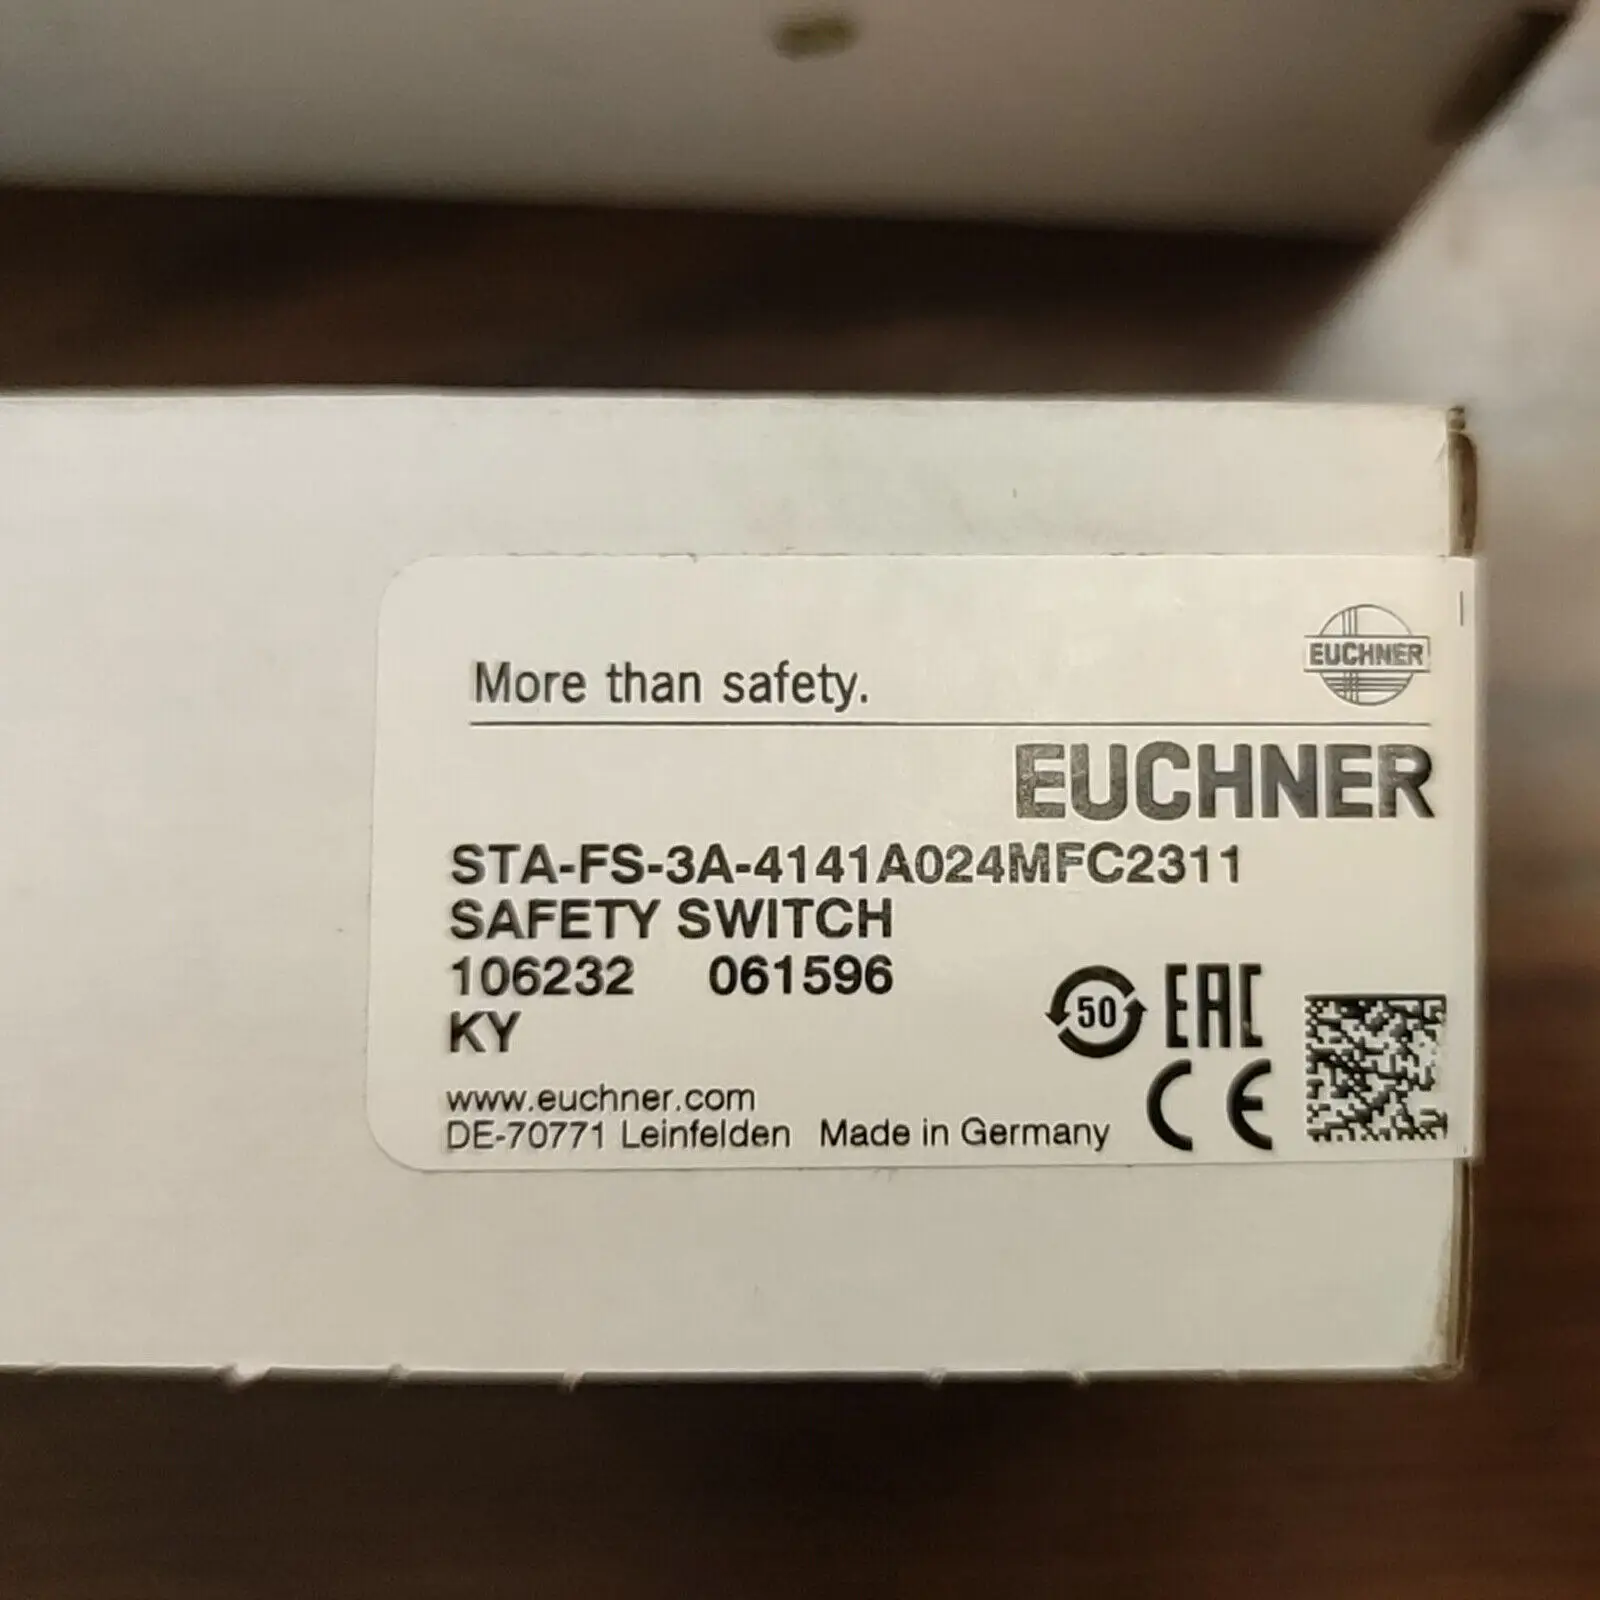 EUCHNER
More than safety.
EUCHNER
STA-FS-3A-4141A024MFC2311
SAFETY SWITCH
106232 061596
KY
50 EAC
www.euchner.com
DE-70771 Leinfelden Made in Germany CE